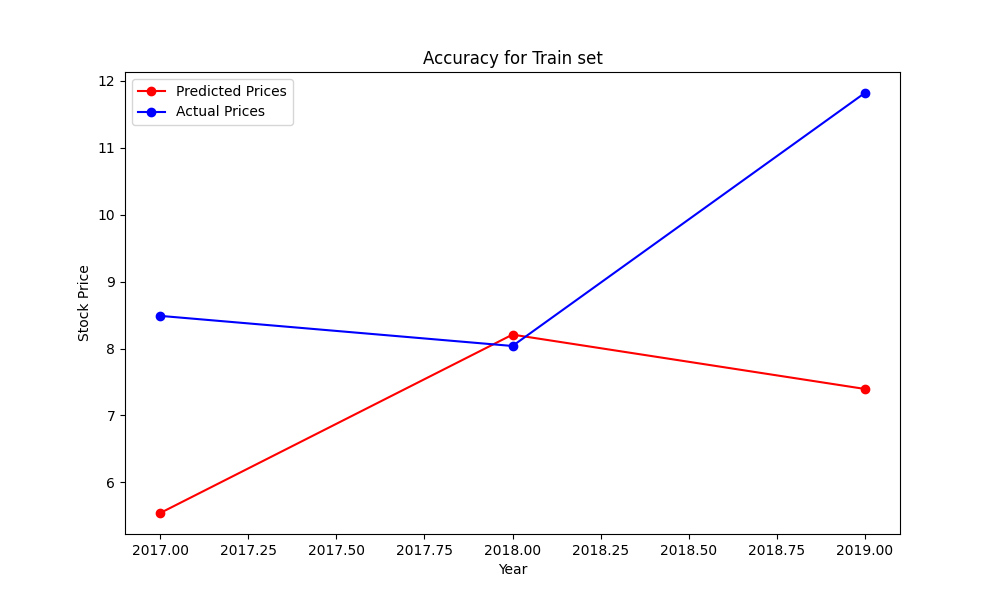 Accuracy for Train set
Predicted Prices
Actual Prices
12
11
10
9
8
7
6
Stock Price
2017.00 2017.25 2017.50 2017.75 2018.00 2018.25 2018.50 2018.75 2019.00
Year